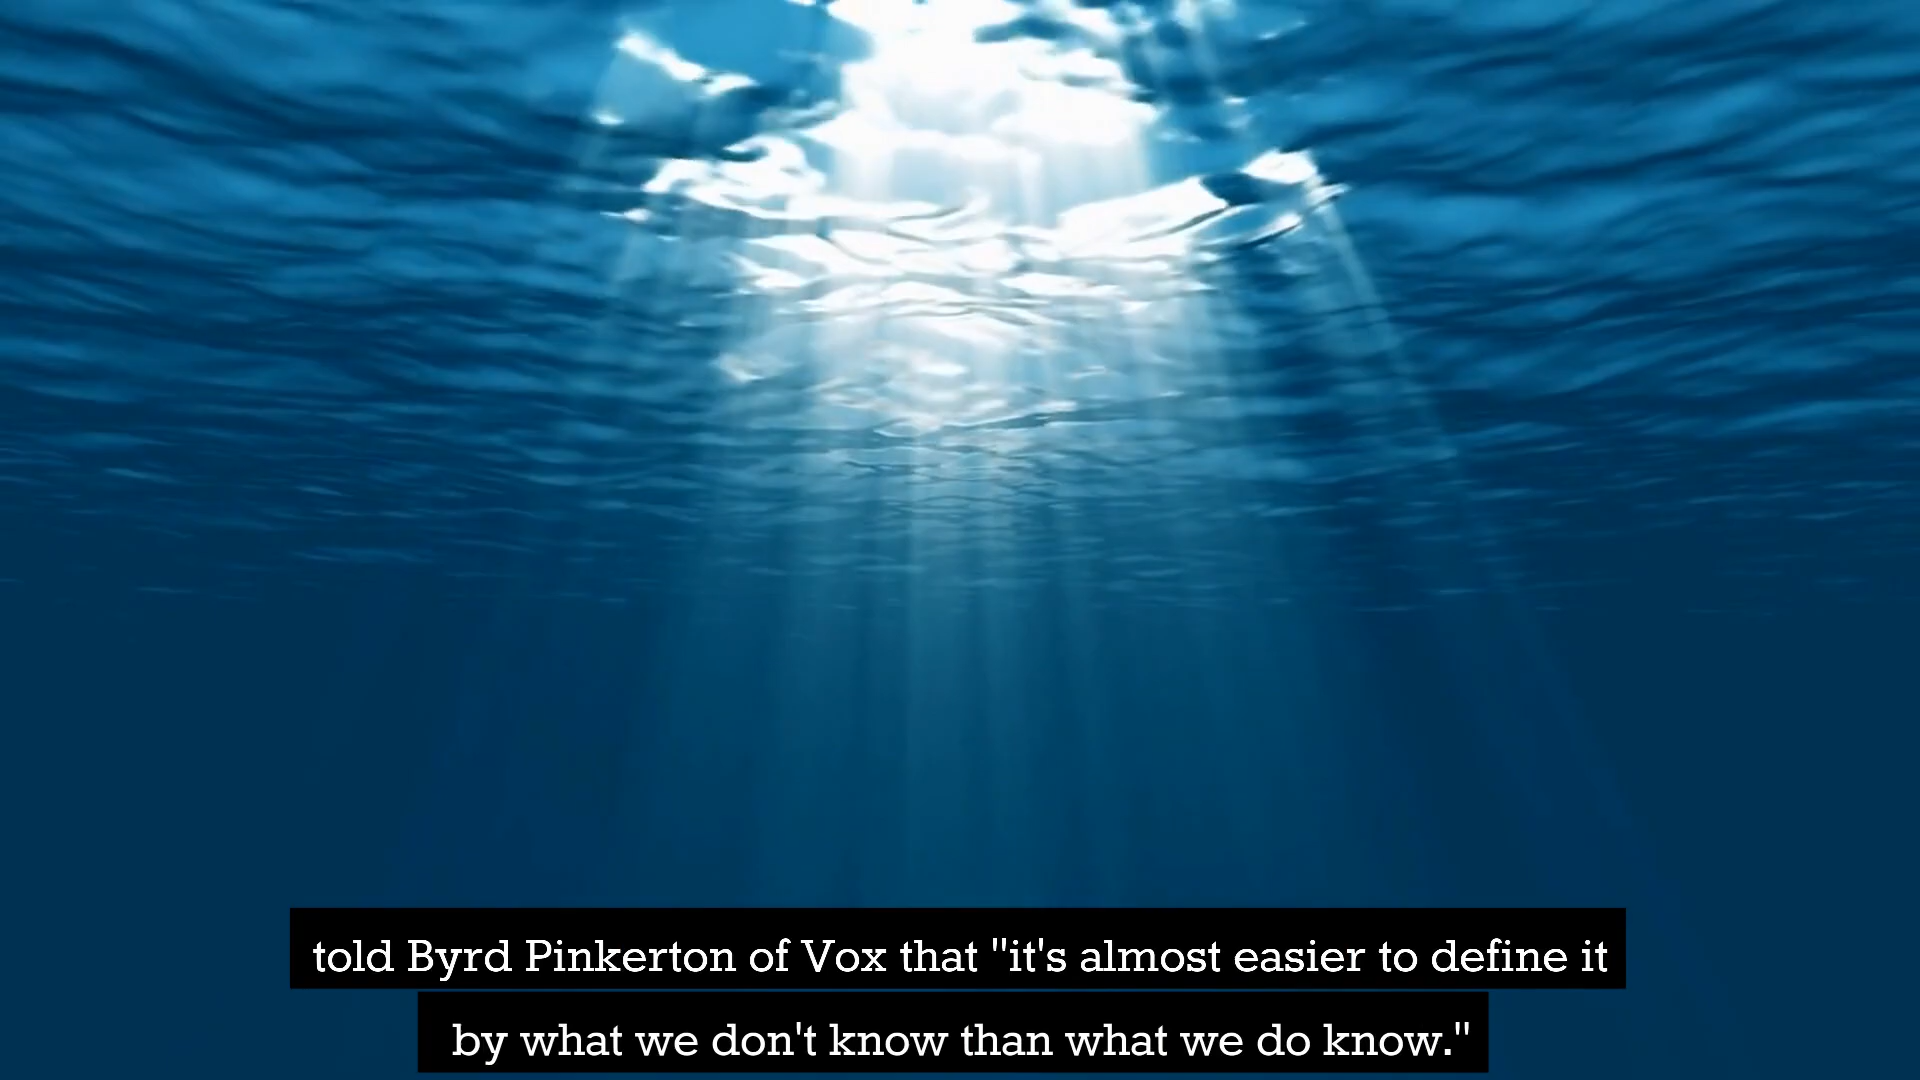 told Byrd Pinkerton of Vox that "it's almost easier to define it
by what we don't know than what we do know."